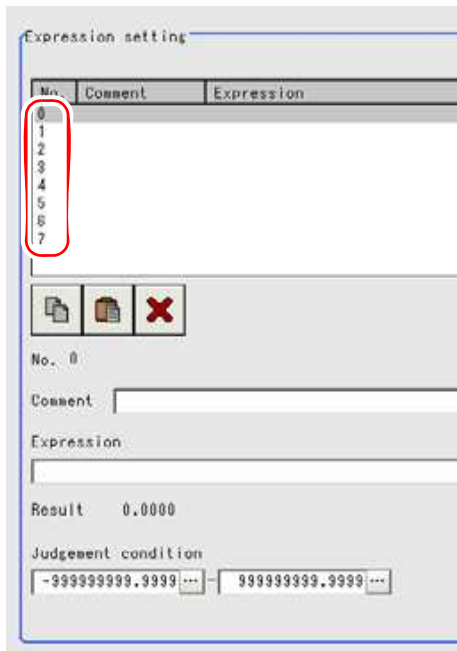 Expression setting
No. Comment Expression
0
1
2
3
4
5
6
7
No. 0
Comment
Expression
Result 0.0000
Judgement condition
-999999999.9999 ... - 999999999.9999 ...